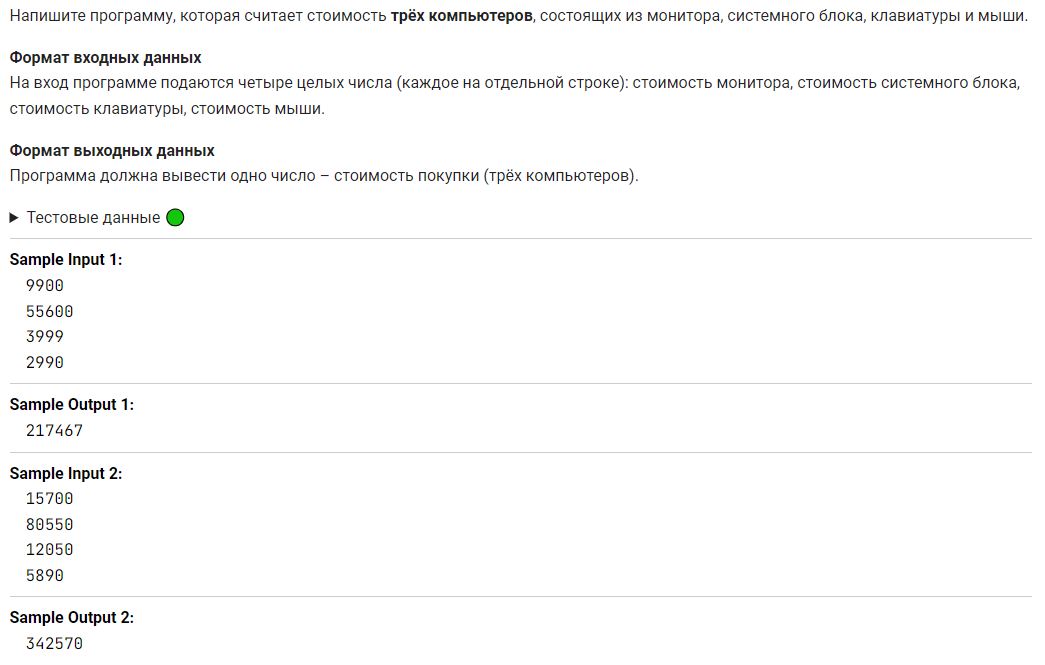 Напишите программу, которая считает стоимость трёх компьютеров, состоящих из монитора, системного блока, клавиатуры и мыши.
Формат входных данных
На вход программе подаются четыре целых числа (каждое на отдельной строке): стоимость монитора, стоимость системного блока,
стоимость клавиатуры, стоимость мыши.
Формат выходных данных
Программа должна вывести одно число – стоимость покупки (трёх компьютеров).
Тестовые данные
Sample Input 1:
9900
55600
3999
2990
Sample Output 1:
217467
Sample Input 2:
15700
80550
12050
5890
Sample Output 2:
342570